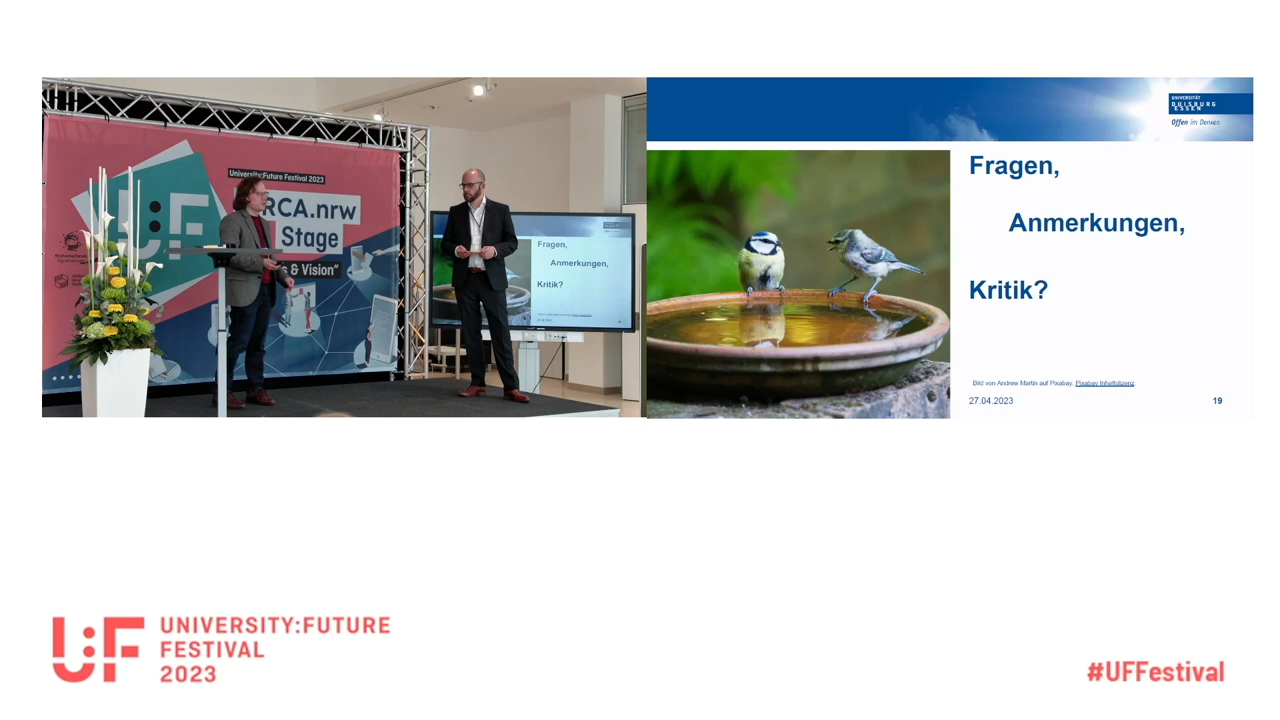 University:Future Festival 2023
RCA.nrw
Stage
& Vision"
Fragen,
Anmerkungen,
Kritik?
UNIVERSITÄT
DUISBURG
ESSEN
Offen im Denken
Fragen,
Anmerkungen,
Kritik?
Bild von Andrew Martin auf Pixabay. Pixabay Inhaltslizenz.
27.04.2023
19
U:F UNIVERSITY:FUTURE
FESTIVAL
2023
#UFFestival